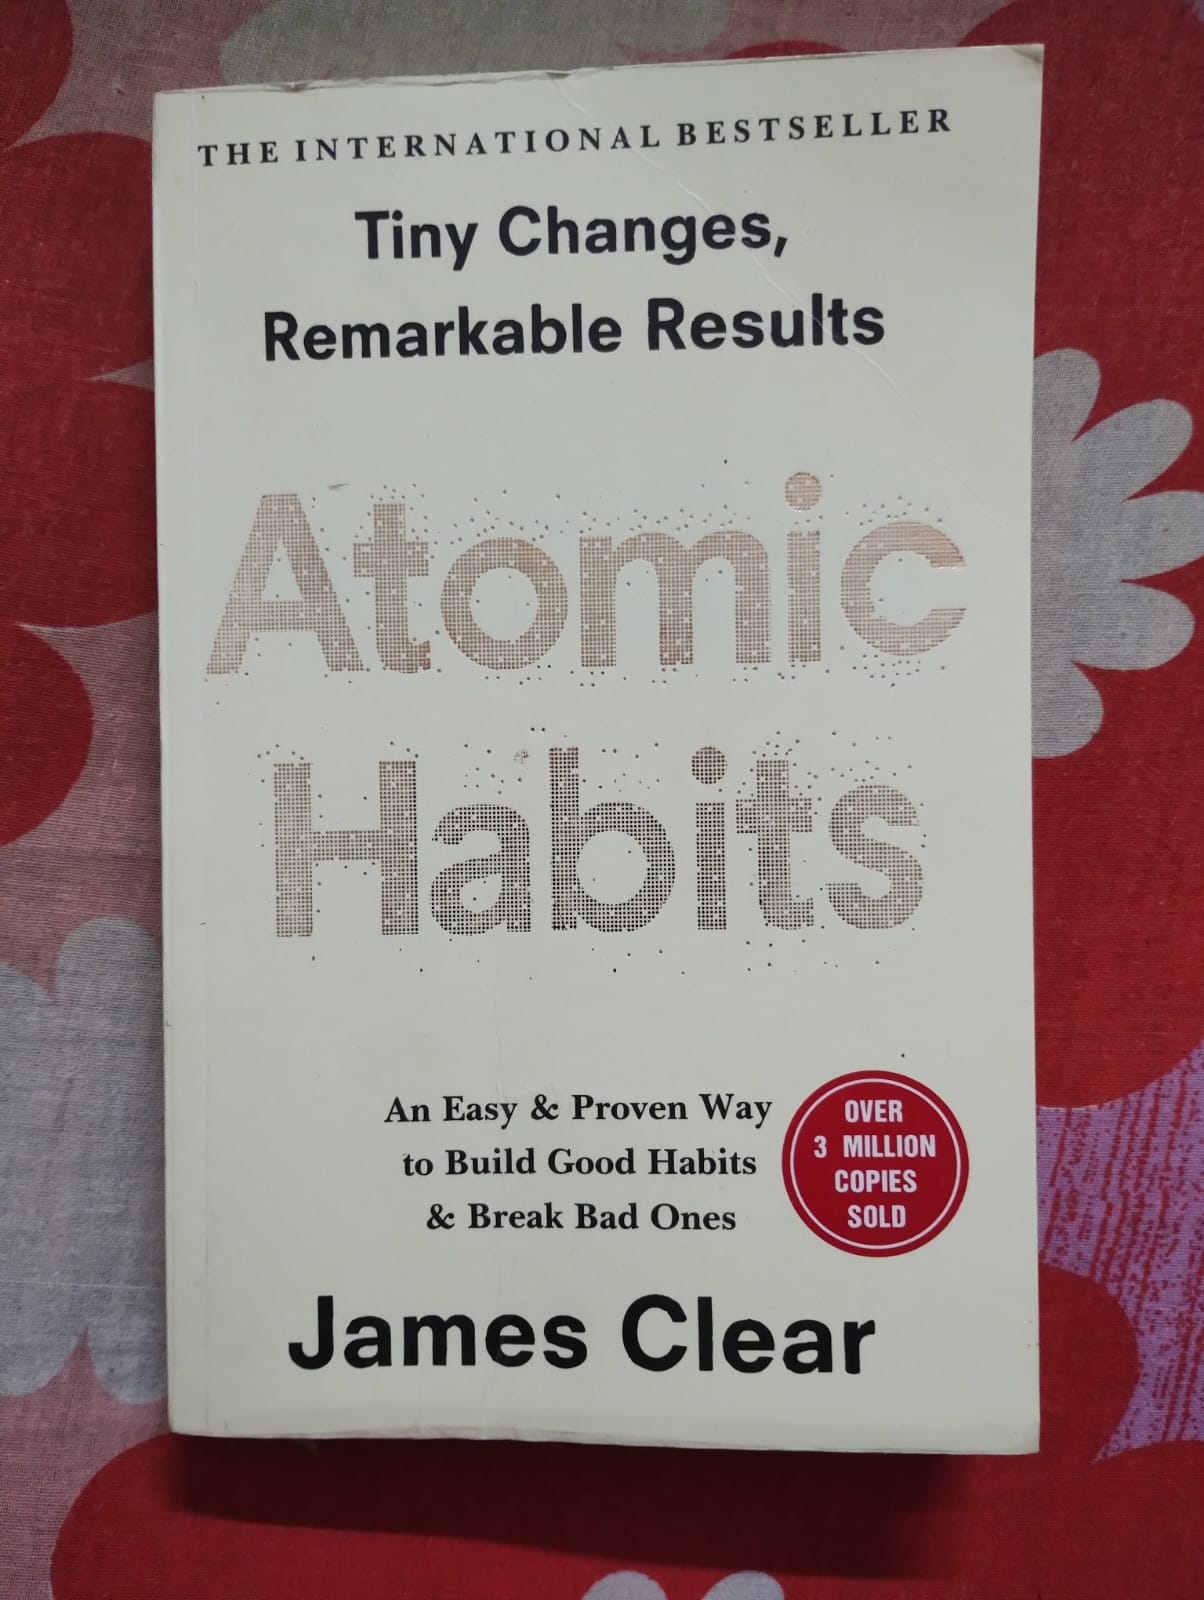 THE INTERNATIONAL BESTSELLER
Tiny Changes,
Remarkable Results
Atomic
Habits
An Easy & Proven Way
to Build Good Habits
& Break Bad Ones
OVER
3 MILLION
COPIES
SOLD
James Clear